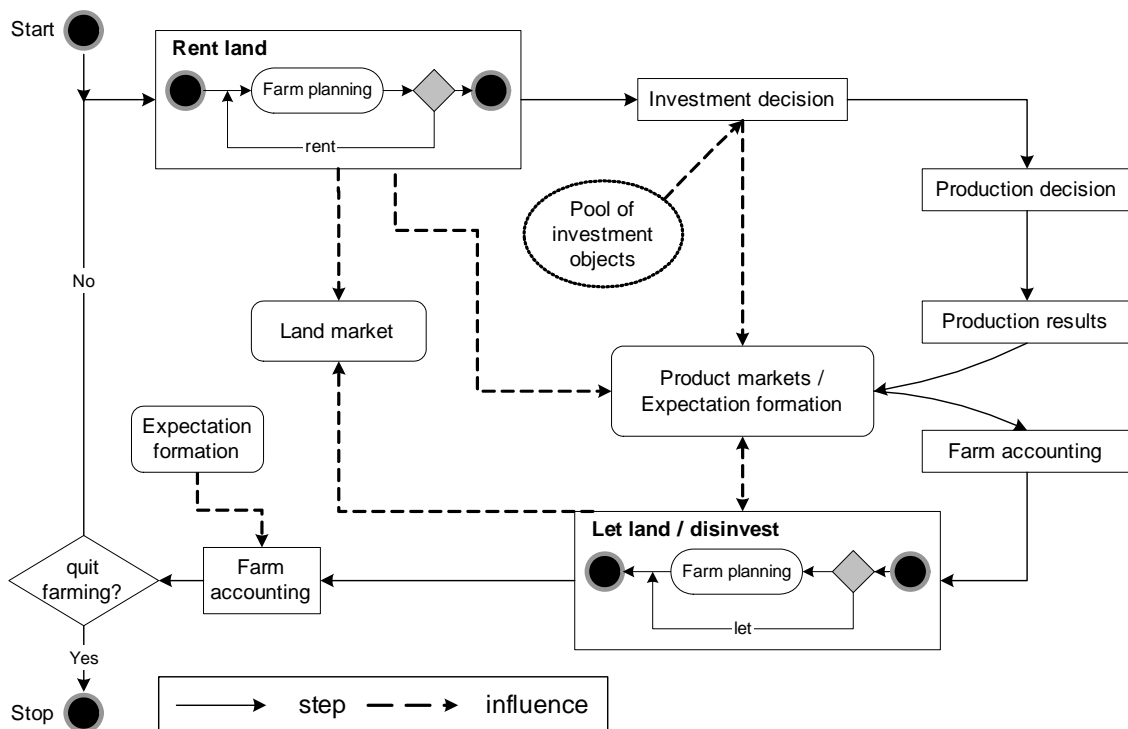 Start
Rent land
Farm planning
rent
Investment decision
Production decision
Pool of
investment
objects
No
Land market
Production results
Product markets /
Expectation formation
Expectation
formation
Farm accounting
Let land / disinvest
quit
farming?
Farm
accounting
Farm planning
let
Yes
Stop
step
influence